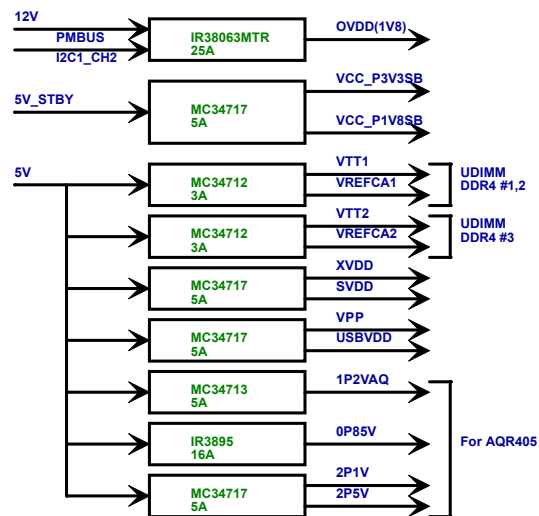 12V
PMBUS
I2C1_CH2
IR38063MTR
25A
OVDD(1V8)
5V_STBY
MC34717
5A
VCC_P3V3SB
VCC_P1V8SB
5V
MC34712
3A
VTT1
VREFCA1
UDIMM
DDR4 #1,2
MC34712
3A
VTT2
VREFCA2
UDIMM
DDR4 #3
MC34717
5A
XVDD
SVDD
MC34717
5A
VPP
USBVDD
MC34713
5A
1P2VAQ
IR3895
16A
0P85V
For AQR405
MC34717
5A
2P1V
2P5V